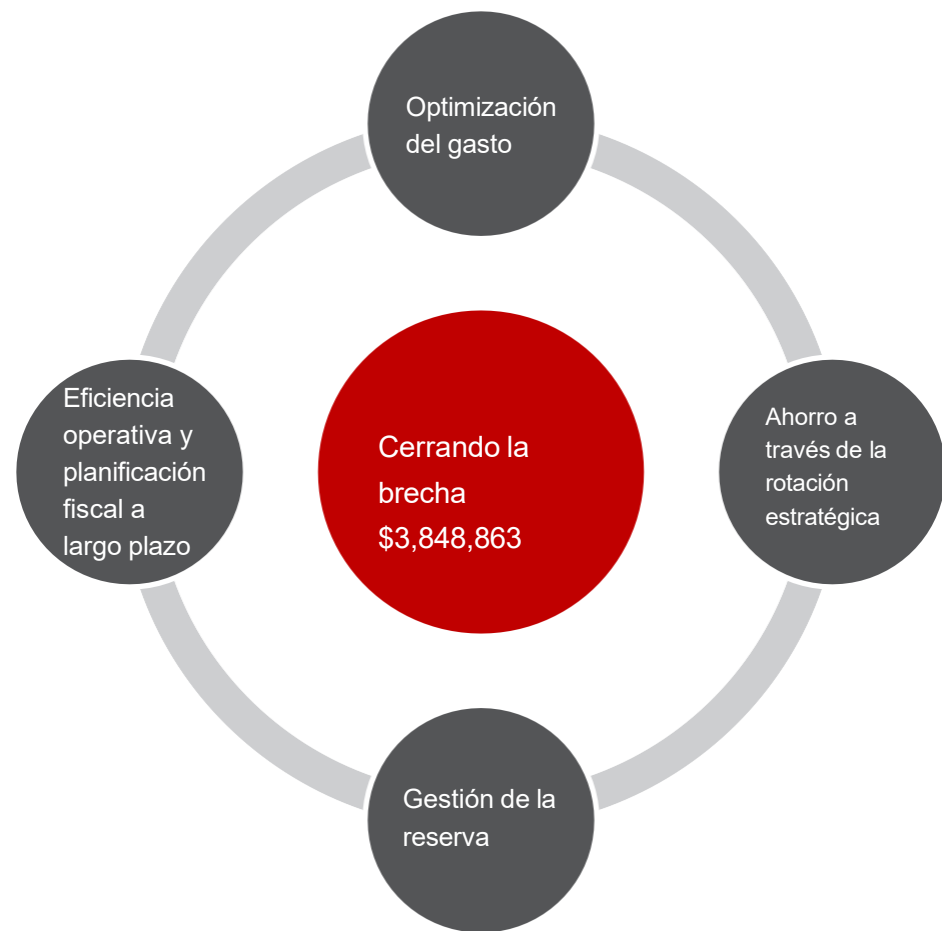 Optimización
del gasto
Eficiencia
operativa y
planificación
fiscal a
largo plazo
Cerrando la
brecha
$3,848,863
Ahorro a
través de la
rotación
estratégica
Gestión de la
reserva